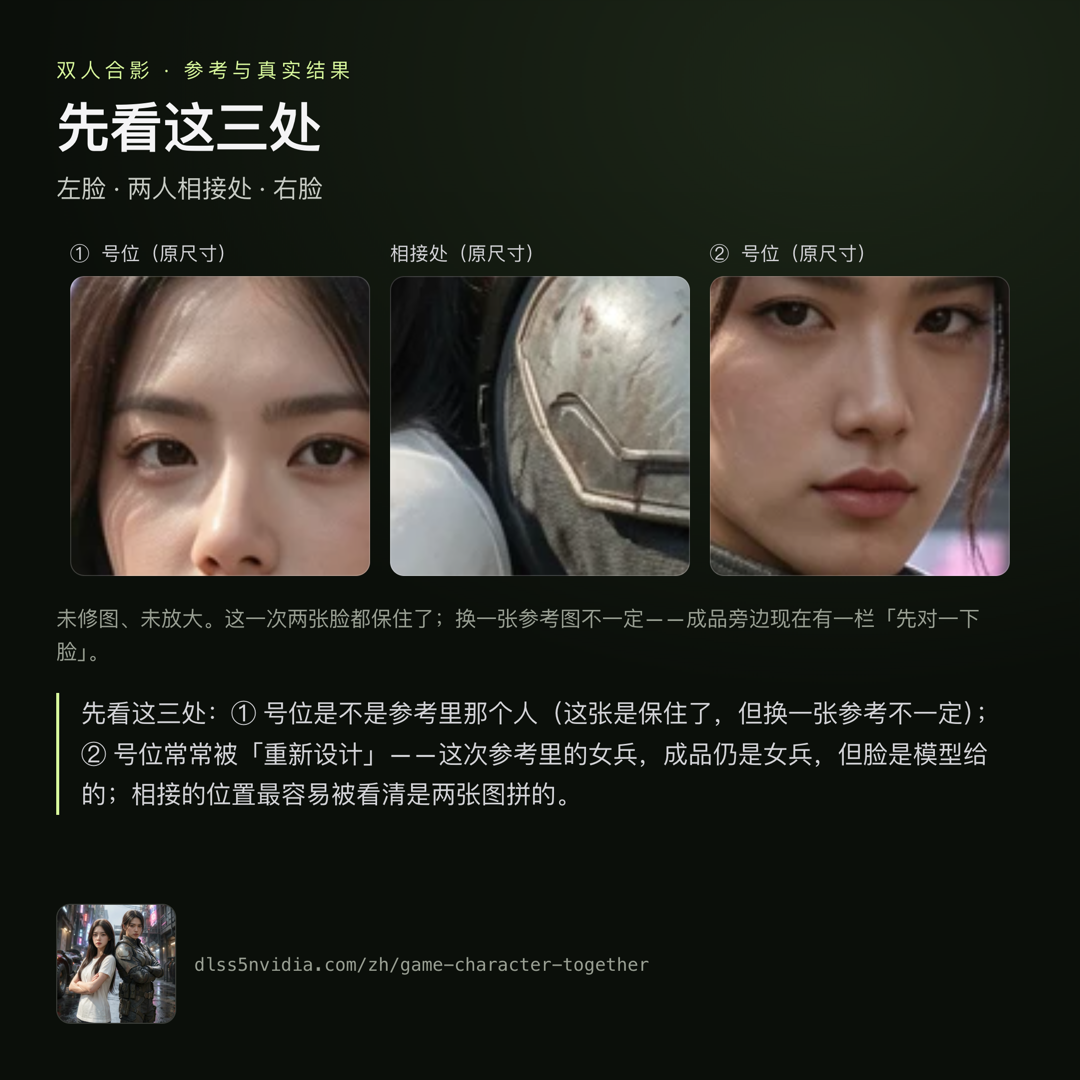 双人合影 · 参考与真实结果
先看这三处
左脸 · 两人相接处 · 右脸
① 号位（原尺寸）
相接处（原尺寸）
② 号位（原尺寸）
未修图、未放大。这一次两张脸都保住了；换一张参考图不一定——成品旁边现在有一栏「先对一下
脸」。
先看这三处：① 号位是不是参考里那个人（这张是保住了，但换一张参考不一定）；
② 号位常常被「重新设计」——这次参考里的女兵，成品仍是女兵，但脸是模型给
的；相接的位置最容易被看清是两张图拼的。
dlss5nvidia.com/zh/game-character-together